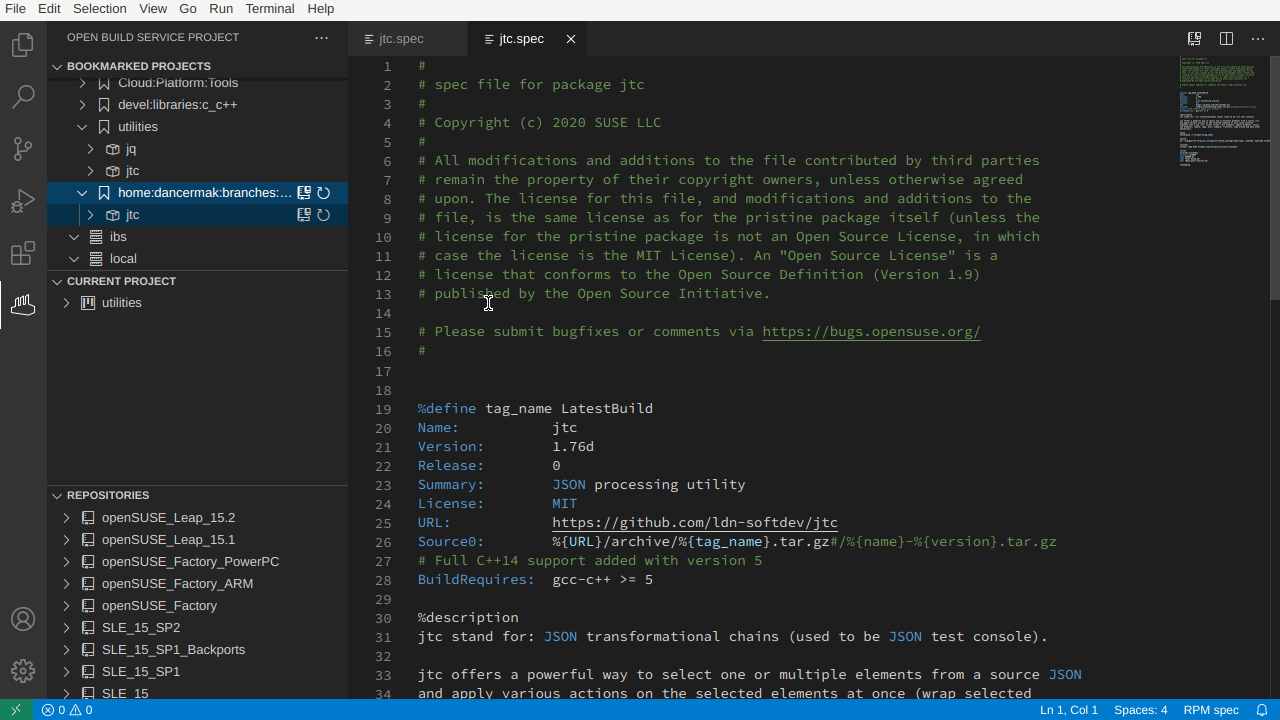 File Edit Selection View Go Run Terminal Help
OPEN BUILD SERVICE PROJECT
BOOKMARKED PROJECTS
Cloud:Platform:Tools
devel:libraries:c_c++
utilities
jq
jtc
home:dancermak:branches:...
jtc
ibs
local
CURRENT PROJECT
utilities
REPOSITORIES
openSUSE_Leap_15.2
openSUSE_Leap_15.1
openSUSE_Factory_PowerPC
openSUSE_Factory_ARM
openSUSE_Factory
SLE_15_SP2
SLE_15_SP1_Backports
SLE_15_SP1
SLE_15
jtc.spec jtc.spec
1 #
2 # spec file for package jtc
3 #
4 # Copyright (c) 2020 SUSE LLC
5 #
6 # All modifications and additions to the file contributed by third parties
7 # remain the property of their copyright owners, unless otherwise agreed
8 # upon. The license for this file, and modifications and additions to the
9 # file, is the same license as for the pristine package itself (unless the
10 # license for the pristine package is not an Open Source License, in which
11 # case the license is the MIT License). An "Open Source License" is a
12 # license that conforms to the Open Source Definition (Version 1.9)
13 # published by the Open Source Initiative.
14
15 # Please submit bugfixes or comments via https://bugs.opensuse.org/
16 #
17
18
19 %define tag_name LatestBuild
20 Name: jtc
21 Version: 1.76d
22 Release: 0
23 Summary: JSON processing utility
24 License: MIT
25 URL: https://github.com/ldn-softdev/jtc
26 Source0: %{URL}/archive/%{tag_name}.tar.gz#/%{name}-%{version}.tar.gz
27 # Full C++14 support added with version 5
28 BuildRequires: gcc-c++ >= 5
29
30 %description
31 jtc stand for: JSON transformational chains (used to be JSON test console).
32
33 jtc offers a powerful way to select one or multiple elements from a source JSON
34 and apply various actions on the selected elements at once (wrap selected
0 0 Ln 1, Col 1 Spaces: 4 RPM spec